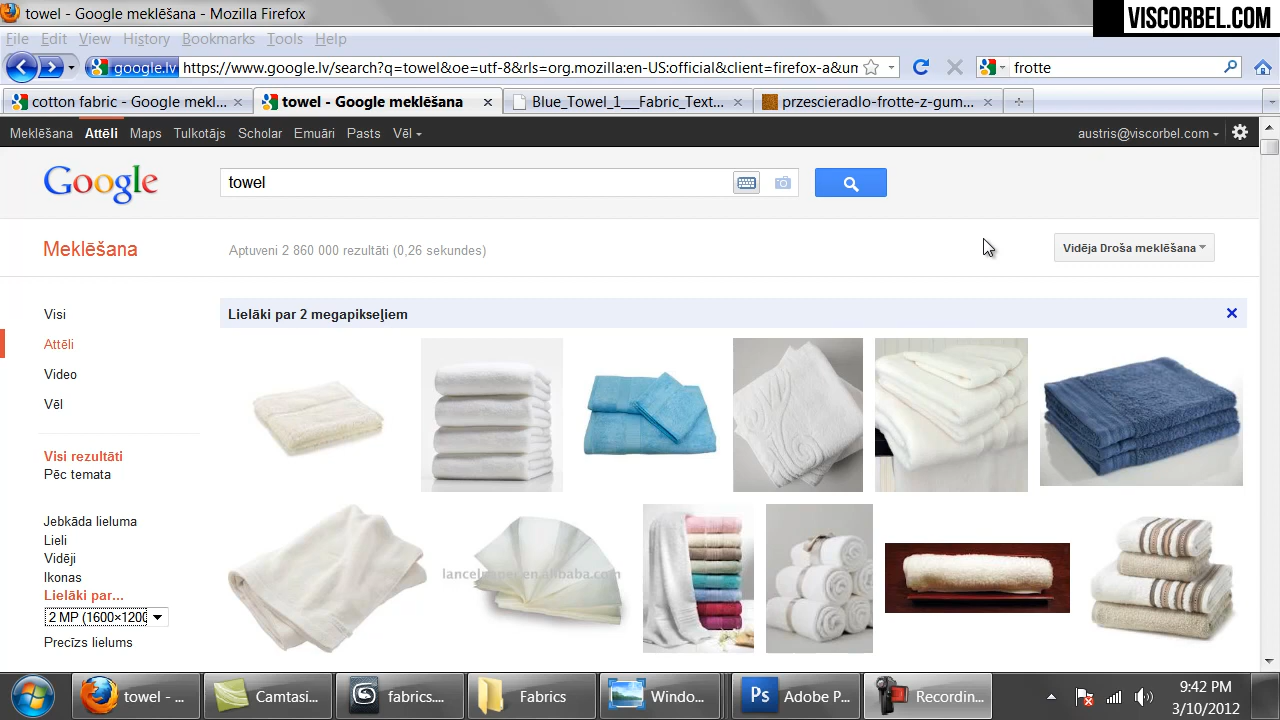 towel - Google meklēšana - Mozilla Firefox
VISCORBEL.COM
File Edit View History Bookmarks Tools Help
google.lv https://www.google.lv/search?q=towel&oe=utf-8&rls=org.mozilla:en-US:official&client=firefox-a&um
frotte
cotton fabric - Google mekl... towel - Google meklēšana Blue_Towel_1___Fabric_Text... przescieradlo-frotte-z-gum...
Meklēšana Attēli Maps Tulkotājs Scholar Emuāri Pasts Vēl austris@viscorbel.com
Google towel
Meklēšana Aptuveni 2 860 000 rezultāti (0,26 sekundes) Vidēja Droša meklēšana
Visi
Lielāki par 2 megapikseļiem
Attēli
Video
Vēl
Visi rezultāti
Pēc temata
Jebkāda lieluma
Lieli
Vidēji
Ikonas
Lielāki par...
2 MP (1600×1200
Precīzs lielums
towel - ... Camtasi... fabrics.... Fabrics Windo... Ps Adobe P... Recordin...
9:42 PM
3/10/2012